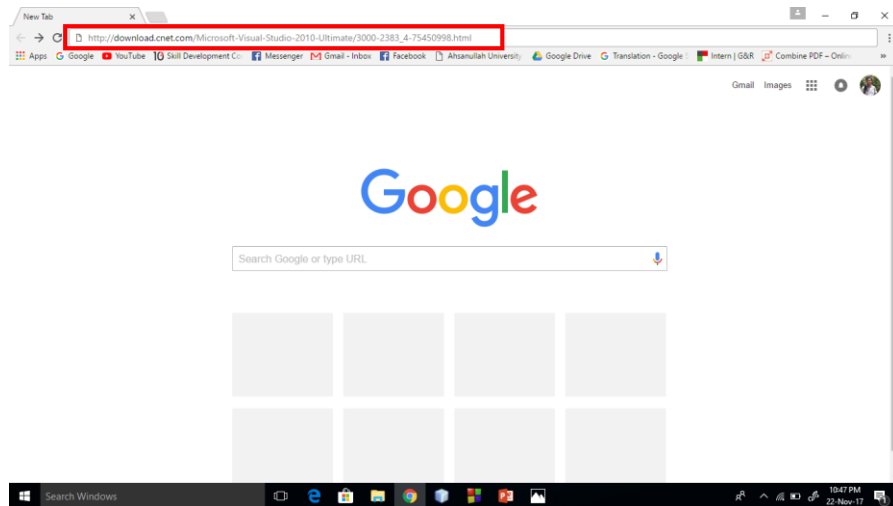 New Tab
http://download.cnet.com/Microsoft-Visual-Studio-2010-Ultimate/3000-2383_4-75450998.html
Apps Google YouTube Skill Development Co Messenger Gmail - Inbox Facebook Ahsanullah University Google Drive Translation - Google Intern | G&R Combine PDF – Onlin
Gmail Images
Google
Search Google or type URL
Search Windows
10:47 PM
22-Nov-17